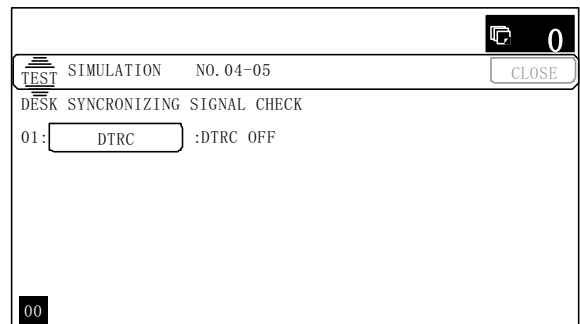 0
TEST SIMULATION NO.04-05 CLOSE
DESK SYNCRONIZING SIGNAL CHECK
01: DTRC :DTRC OFF
00